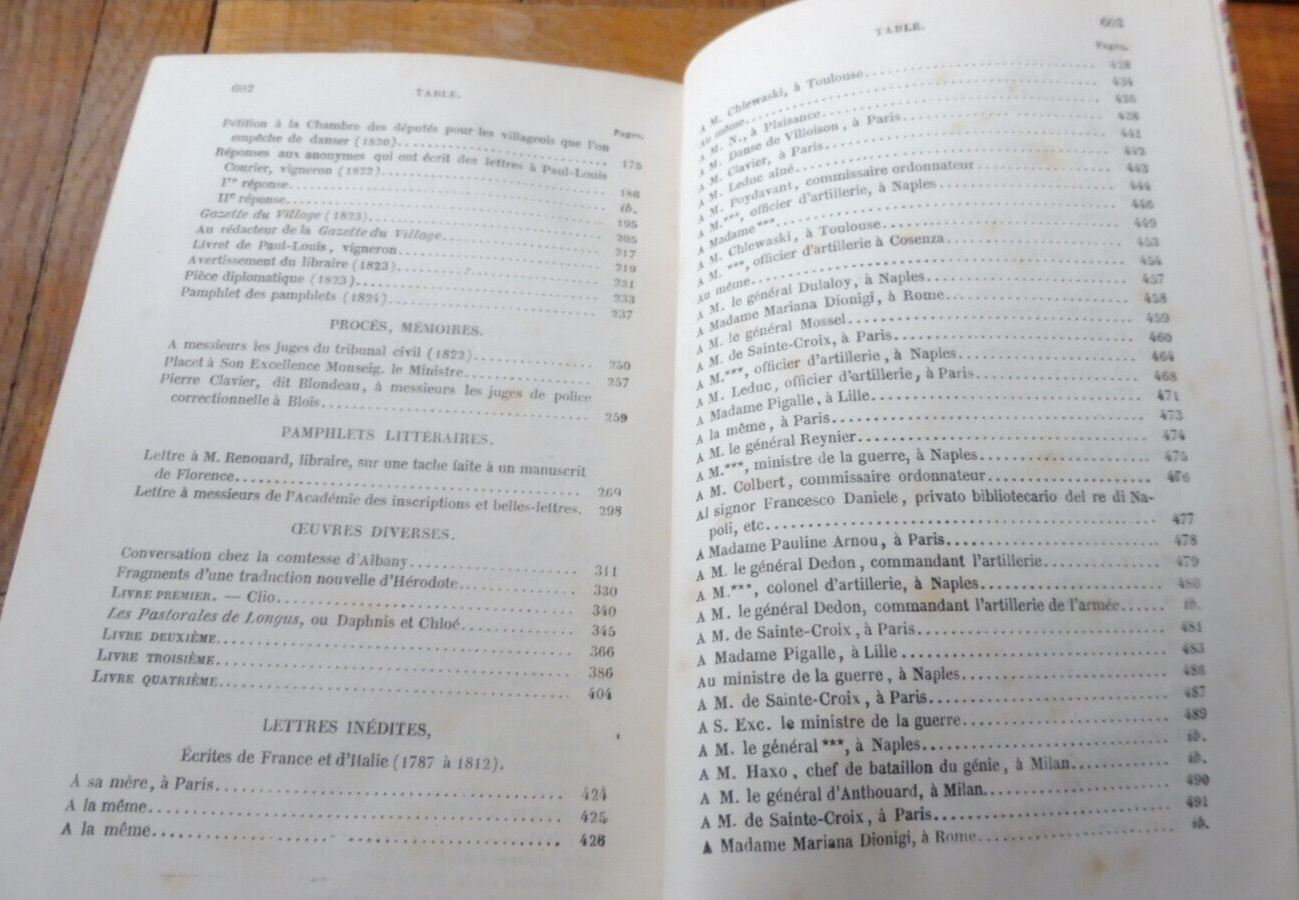 602
TABLE.
Pages.
Pétition à la Chambre des députés pour les villageois que l'on
empêche de danser (1820)........ 175
Réponses aux anonymes qui ont écrit des lettres à Paul-Louis
Courier, vigneron (1822)........ 186
Ire réponse........ ib.
IIe réponse........ 195
Gazette du Village (1823)........ 205
Au rédacteur de la Gazette du Village........ 217
Livret de Paul-Louis, vigneron........ 219
Avertissement du libraire (1823)........ 231
Pièce diplomatique (1823)........ 233
Pamphlet des pamphlets (1824)........ 237
PROCÈS, MÉMOIRES.
A messieurs les juges du tribunal civil (1822)........ 250
Placet à Son Excellence Monseig. le Ministre........ 257
Pierre Clavier, dit Blondeau, à messieurs les juges de police
correctionnelle à Blois........ 259
PAMPHLETS LITTÉRAIRES.
Lettre à M. Renouard, libraire, sur une tache faite à un manuscrit
de Florence........ 269
Lettre à messieurs de l'Académie des inscriptions et belles-lettres. 298
ŒUVRES DIVERSES.
Conversation chez la comtesse d'Albany........ 311
Fragments d'une traduction nouvelle d'Hérodote........ 330
LIVRE PREMIER. — Clio........ 340
Les Pastorales de Longus, ou Daphnis et Chloé........ 345
LIVRE DEUXIÈME........ 366
LIVRE TROISIÈME........ 386
LIVRE QUATRIÈME........ 404
LETTRES INÉDITES,
Écrites de France et d'Italie (1787 à 1812).
A sa mère, à Paris........ 424
A la même........ 425
A la même........ 426
TABLE.
603
Pages.
A M. Chlewaski, à Toulouse........ 428
Au même........ 434
A M. N., à Plaisance........ 436
A M. Danse de Villoison, à Paris........ 438
A M. Clavier, à Paris........ 441
A M. Leduc aîné........ 442
A M. Poydavant, commissaire ordonnateur........ 443
A M.***, officier d'artillerie, à Naples........ 444
A Madame ***........ 446
A M. Chlewaski, à Toulouse........ 449
A M. ***, officier d'artillerie à Cosenza........ 453
Au même........ 454
A M. le général Dulaloy, à Naples........ 457
A Madame Mariana Dionigi, à Rome........ 458
A M. le général Mossel........ 459
A M. de Sainte-Croix, à Paris........ 460
A M.***, officier d'artillerie, à Naples........ 464
A M. Leduc, officier d'artillerie, à Paris........ 468
A Madame Pigalle, à Lille........ 471
A la même, à Paris........ 473
A M. le général Reynier........ 474
A M.***, ministre de la guerre, à Naples........ 475
A M. Colbert, commissaire ordonnateur........ 476
Al signor Francesco Daniele, privato bibliotecario del re di Na-
poli, etc........ 477
A Madame Pauline Arnou, à Paris........ 478
A M. le général Dedon, commandant l'artillerie........ 479
A M.***, colonel d'artillerie, à Naples........ 480
A M. le général Dedon, commandant l'artillerie de l'armée........ ib.
A M. de Sainte-Croix, à Paris........ 481
A Madame Pigalle, à Lille........ 483
Au ministre de la guerre, à Naples........ 486
A M. de Sainte-Croix, à Paris........ 487
A S. Exc. le ministre de la guerre........ 489
A M. le général ***, à Naples........ ib.
A M. Haxo, chef de bataillon du génie, à Milan........ ib.
A M. le général d'Anthouard, à Milan........ 490
A M. de Sainte-Croix, à Paris........ 491
A Madame Mariana Dionigi, à Rome........ ib.